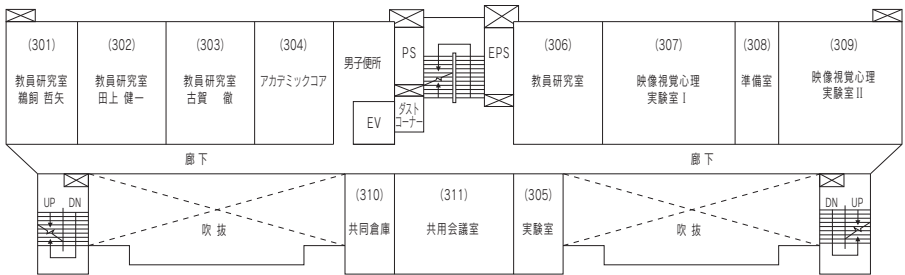 (301)
教員研究室
鵜飼 哲矢
(302)
教員研究室
田上 健一
(303)
教員研究室
古賀 徹
(304)
アカデミックコア
男子便所
PS
EPS
EV
ダスト
コーナー
(306)
教員研究室
(307)
映像視覚心理
実験室Ⅰ
(308)
準備室
(309)
映像視覚心理
実験室Ⅱ
廊下
廊下
UP DN
吹抜
(310)
共同倉庫
(311)
共用会議室
(305)
実験室
吹抜
DN UP